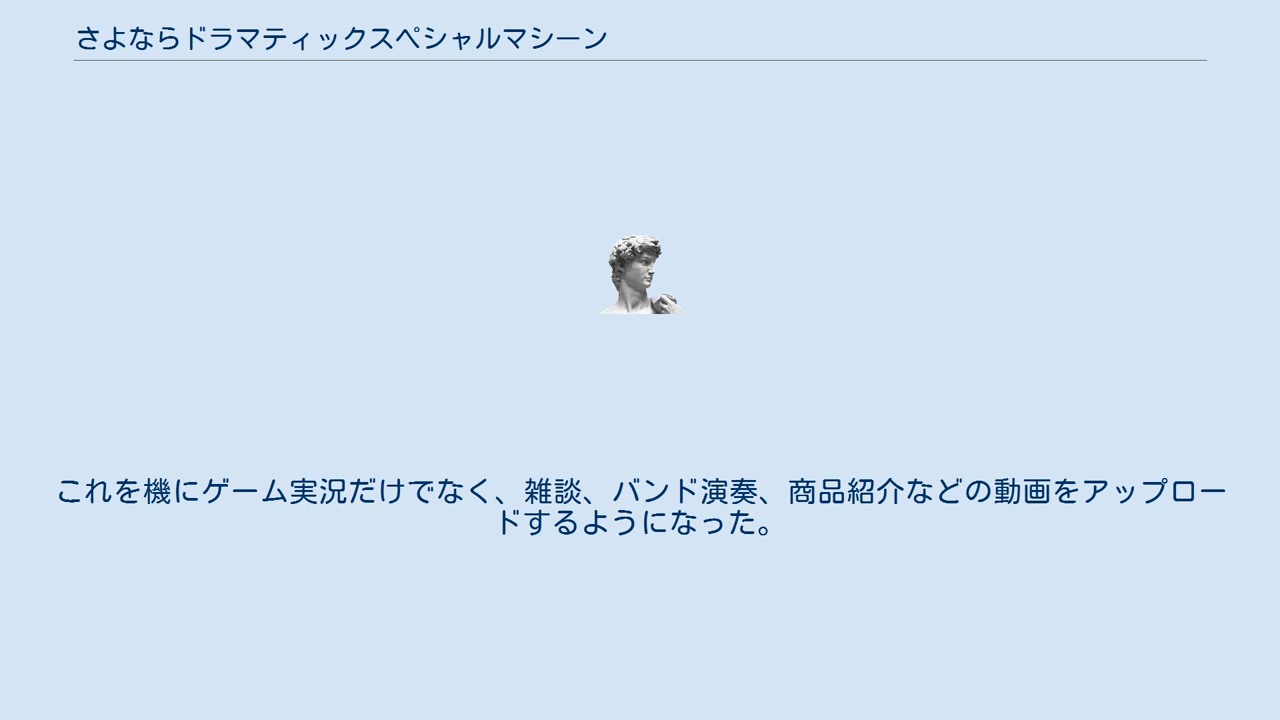 さよならドラマティックスペシャルマシーン
これを機にゲーム実況だけでなく、雑談、バンド演奏、商品紹介などの動画をアップロー
ドするようになった。